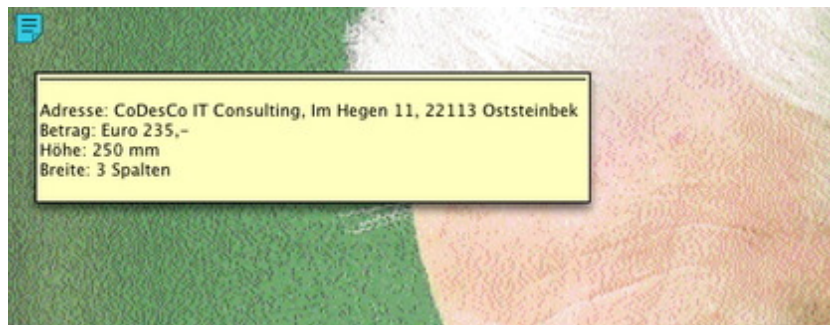 Adresse: CoDesCo IT Consulting, Im Hegen 11, 22113 Oststeinbek
Betrag: Euro 235,–
Höhe: 250 mm
Breite: 3 Spalten